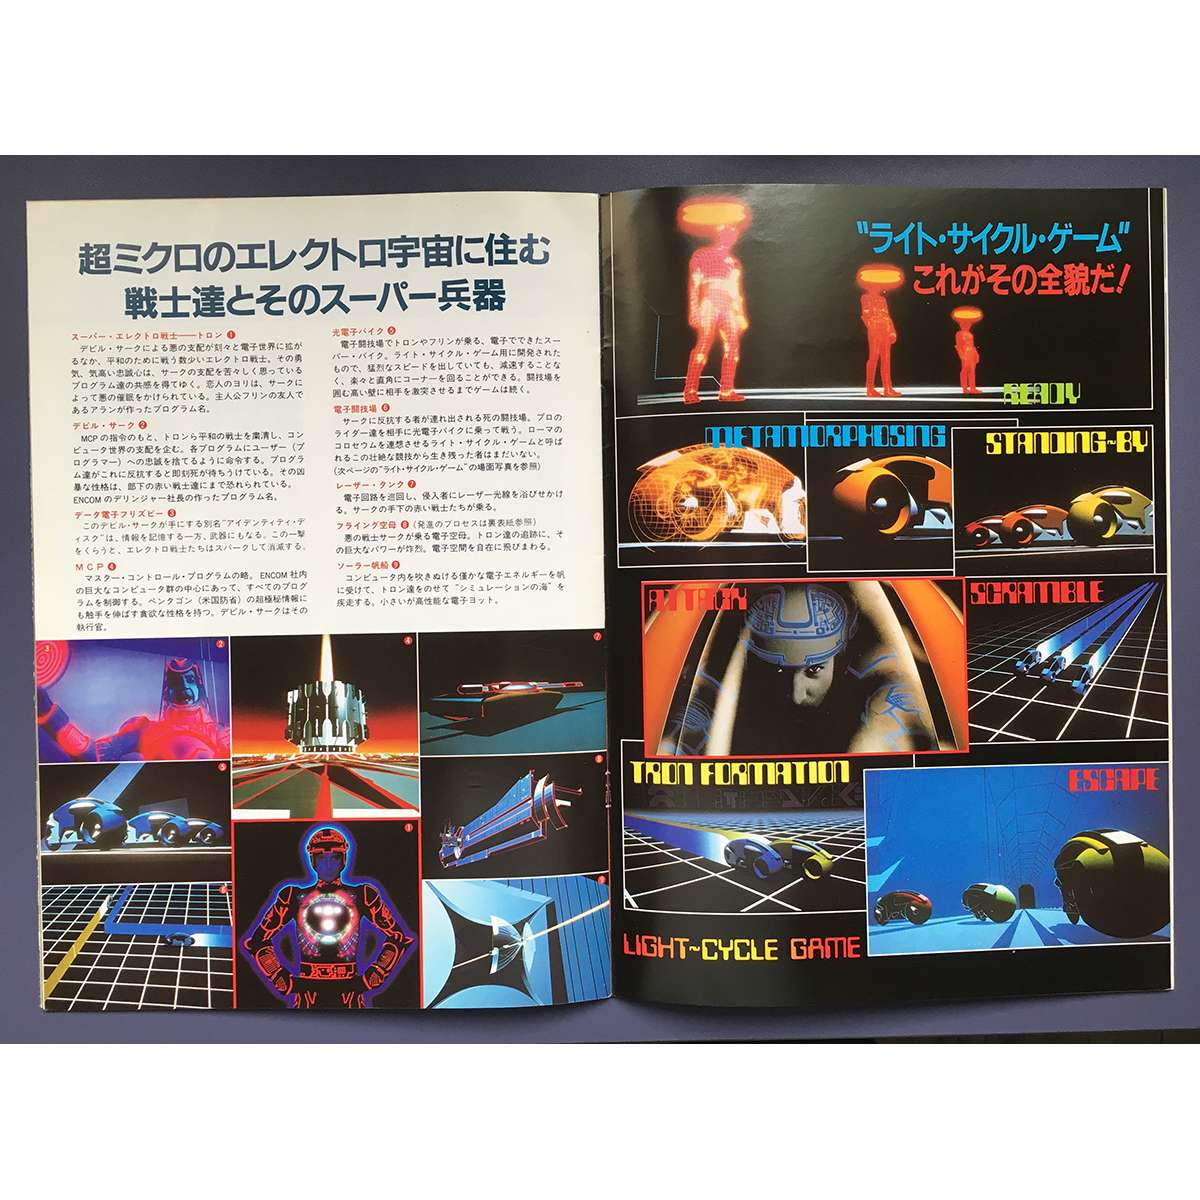 超ミクロのエレクトロ宇宙に住む
戦士達とそのスーパー兵器
スーパー・エレクトロ戦士――トロン❶
デビル・サークによる悪の支配が刻々と電子世界に拡が
るなか、平和のために戦う数少いエレクトロ戦士。その勇
気、気高い忠誠心は、サークの支配を苦々しく思っている
プログラム達の共感を得てゆく。恋人のヨリは、サークに
よって悪の催眠をかけられている。主人公フリンの友人で
あるアランが作ったプログラム名。
デビル・サーク❷
MCPの指令のもと、トロンら平和の戦士を粛清し、コン
ピュータ世界の支配を企む。各プログラムにユーザー（プ
ログラマー）への忠誠を捨てるように命令する。プログラ
ム達がこれに反抗すると即刻死が待ちうけている。その凶
暴な性格は、部下の赤い戦士達にまで恐れられている。
ENCOMのデリンジャー社長の作ったプログラム名。
データ電子フリズビー❸
このデビル・サークが手にする別名"アイデンティティ・デ
ィスク"は、情報を記憶する一方、武器にもなる。この一撃
をくらうと、エレクトロ戦士たちはスパークして消滅する。
MCP❹
マスター・コントロール・プログラムの略。ENCOM社内
の巨大なコンピュータ群の中心にあって、すべてのプログ
ラムを制御する。ペンタゴン（米国防省）の超極秘情報に
も触手を伸ばす貪欲な性格を持つ。デビル・サークはその
執行官。
光電子バイク❺
電子闘技場でトロンやフリンが乗る、電子でできたスー
パー・バイク。ライト・サイクル・ゲーム用に開発された
もので、猛烈なスピードを出していても、減速することな
く、楽々と直角にコーナーを回ることができる。闘技場を
囲む高い壁に相手を激突させるまでゲームは続く。
電子闘技場❻
サークに反抗する者が連れ出される死の闘技場。プロの
ライダー達を相手に光電子バイクに乗って戦う。ローマの
コロセウムを連想させるライト・サイクル・ゲームと呼ば
れるこの壮絶な競技から生き残った者はまだいない。
(次ページの"ライト・サイクル・ゲーム"の場面写真を参照)
レーザー・タンク❼
電子回路を巡回し、侵入者にレーザー光線を浴びせかけ
る。サークの手下の赤い戦士たちが乗る。
フライング空母❽（発進のプロセスは裏表紙参照）
悪の戦士サークが乗る電子空母。トロン達の追跡に、そ
の巨大なパワーが炸烈。電子空間を自在に飛びまわる。
ソーラー帆船❾
コンピュータ内を吹きぬける僅かな電子エネルギーを帆
に受けて、トロン達をのせて"シミュレーションの海"を
疾走する。小さいが高性能な電子ヨット。
3
2
4
7
5
1
8
6
9
"ライト・サイクル・ゲーム"
これがその全貌だ!
READY
METAMORPHOSING
STANDING~BY
ATTACK
SCRAMBLE
TRON FORMATION
ESCAPE
LIGHT~CYCLE GAME